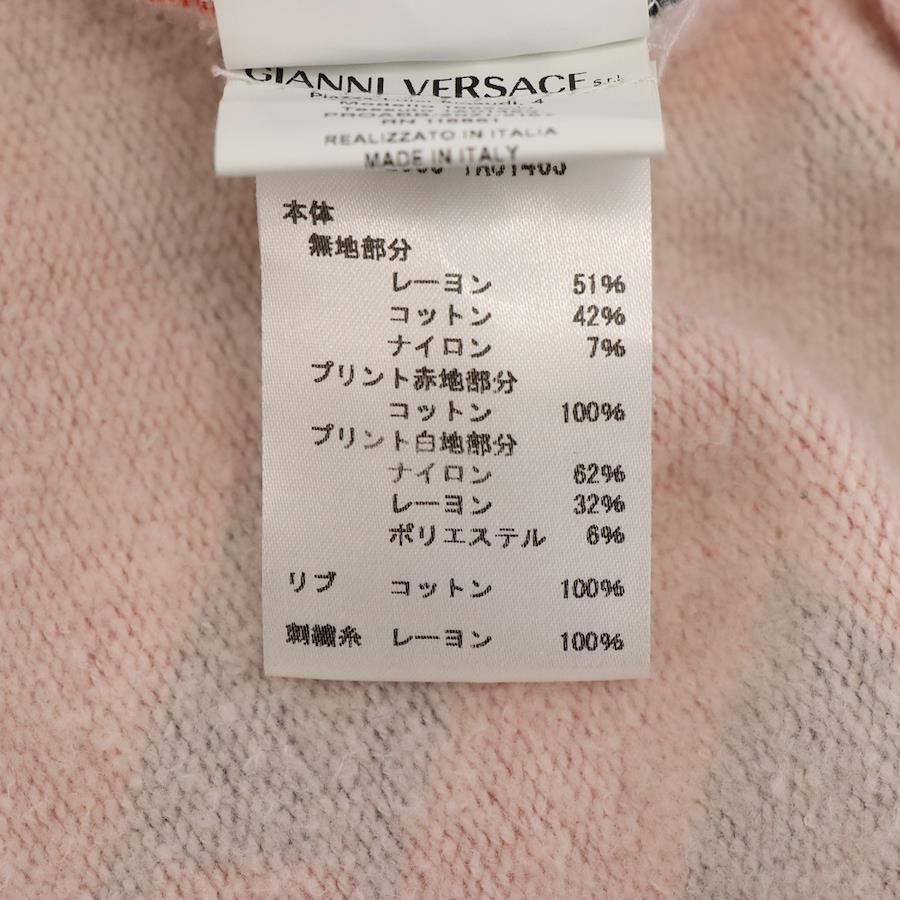 GIANNI VERSACE s.r.l.
4
RN 116661
REALIZZATO IN ITALIA
MADE IN ITALY
1A01403
本体
無地部分
レーヨン 51%
コットン 42%
ナイロン 7%
プリント赤地部分
コットン 100%
プリント白地部分
ナイロン 62%
レーヨン 32%
ポリエステル 6%
リブ コットン 100%
刺繍糸 レーヨン 100%